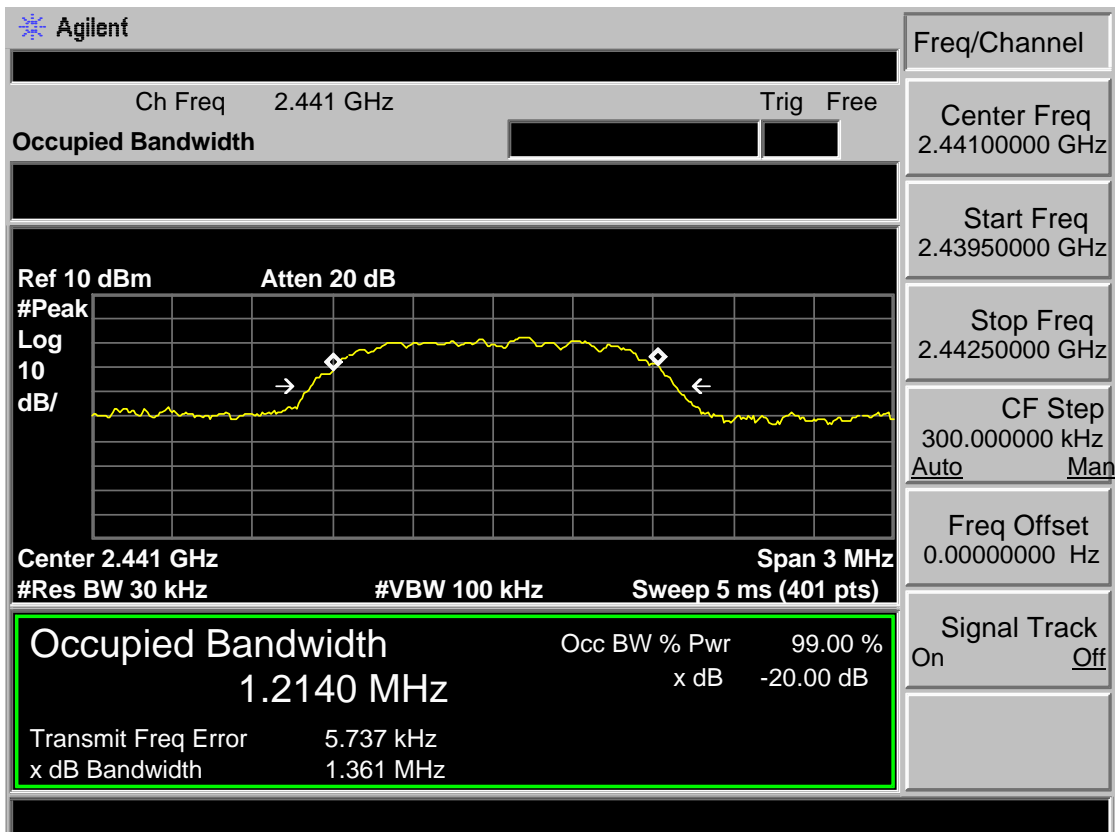 Agilent
Freq/Channel
Ch Freq 2.441 GHz Trig Free
Occupied Bandwidth
Center Freq
2.44100000 GHz
Start Freq
2.43950000 GHz
Stop Freq
2.44250000 GHz
CF Step
300.000000 kHz
Auto Man
Freq Offset
0.00000000 Hz
Signal Track
On Off
Ref 10 dBm Atten 20 dB
#Peak
Log
10
dB/
Center 2.441 GHz Span 3 MHz
#Res BW 30 kHz #VBW 100 kHz Sweep 5 ms (401 pts)
Occupied Bandwidth Occ BW % Pwr 99.00 %
1.2140 MHz x dB -20.00 dB
Transmit Freq Error 5.737 kHz
x dB Bandwidth 1.361 MHz